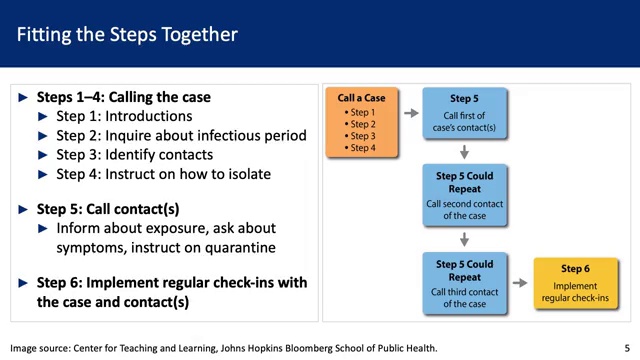 Fitting the Steps Together
► Steps 1–4: Calling the case
► Step 1: Introductions
► Step 2: Inquire about infectious period
► Step 3: Identify contacts
► Step 4: Instruct on how to isolate
► Step 5: Call contact(s)
► Inform about exposure, ask about
symptoms, instruct on quarantine
► Step 6: Implement regular check-ins with
the case and contact(s)
Call a Case
• Step 1
• Step 2
• Step 3
• Step 4
Step 5
Call first of
case's contact(s)
Step 5 Could
Repeat
Call second contact
of the case
Step 5 Could
Repeat
Call third contact
of the case
Step 6
Implement
regular check-ins
Image source: Center for Teaching and Learning, Johns Hopkins Bloomberg School of Public Health.
5